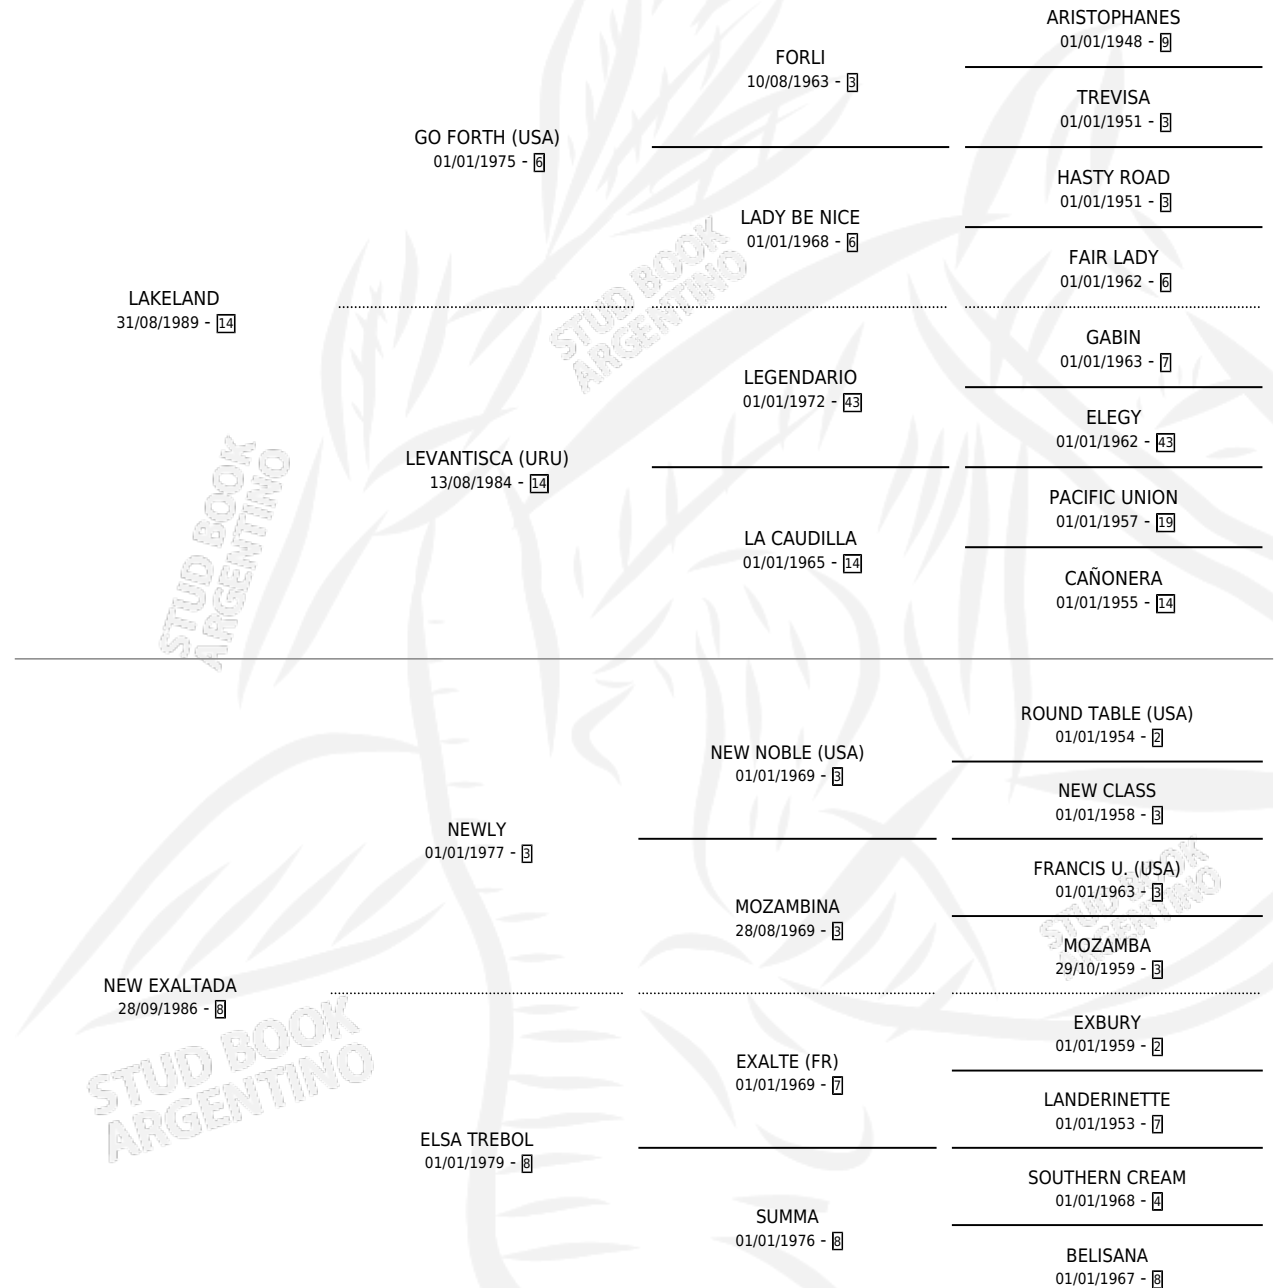 ARISTOPHANES
01/01/1948 - 9
FORLI
10/08/1963 - 3
TREVISA
01/01/1951 - 3
GO FORTH (USA)
01/01/1975 - 6
HASTY ROAD
01/01/1951 - 3
LADY BE NICE
01/01/1968 - 6
FAIR LADY
01/01/1962 - 6
LAKELAND
31/08/1989 - 14
GABIN
01/01/1963 - 7
LEGENDARIO
01/01/1972 - 43
ELEGY
01/01/1962 - 43
LEVANTISCA (URU)
13/08/1984 - 14
PACIFIC UNION
01/01/1957 - 19
LA CAUDILLA
01/01/1965 - 14
CAÑONERA
01/01/1955 - 14
STUD BOOK
ARGENTINO
STUD BOOK
ARGENTINO
ROUND TABLE (USA)
01/01/1954 - 2
NEW NOBLE (USA)
01/01/1969 - 3
NEW CLASS
01/01/1958 - 3
NEWLY
01/01/1977 - 3
FRANCIS U. (USA)
01/01/1963 - 3
MOZAMBINA
28/08/1969 - 3
MOZAMBA
29/10/1959 - 3
NEW EXALTADA
28/09/1986 - 8
EXBURY
01/01/1959 - 2
EXALTE (FR)
01/01/1969 - 7
LANDERINETTE
01/01/1953 - 7
ELSA TREBOL
01/01/1979 - 8
SOUTHERN CREAM
01/01/1968 - 4
SUMMA
01/01/1976 - 8
BELISANA
01/01/1967 - 8
STUD BOOK
ARGENTINO
STUD BOOK
ARGENTINO